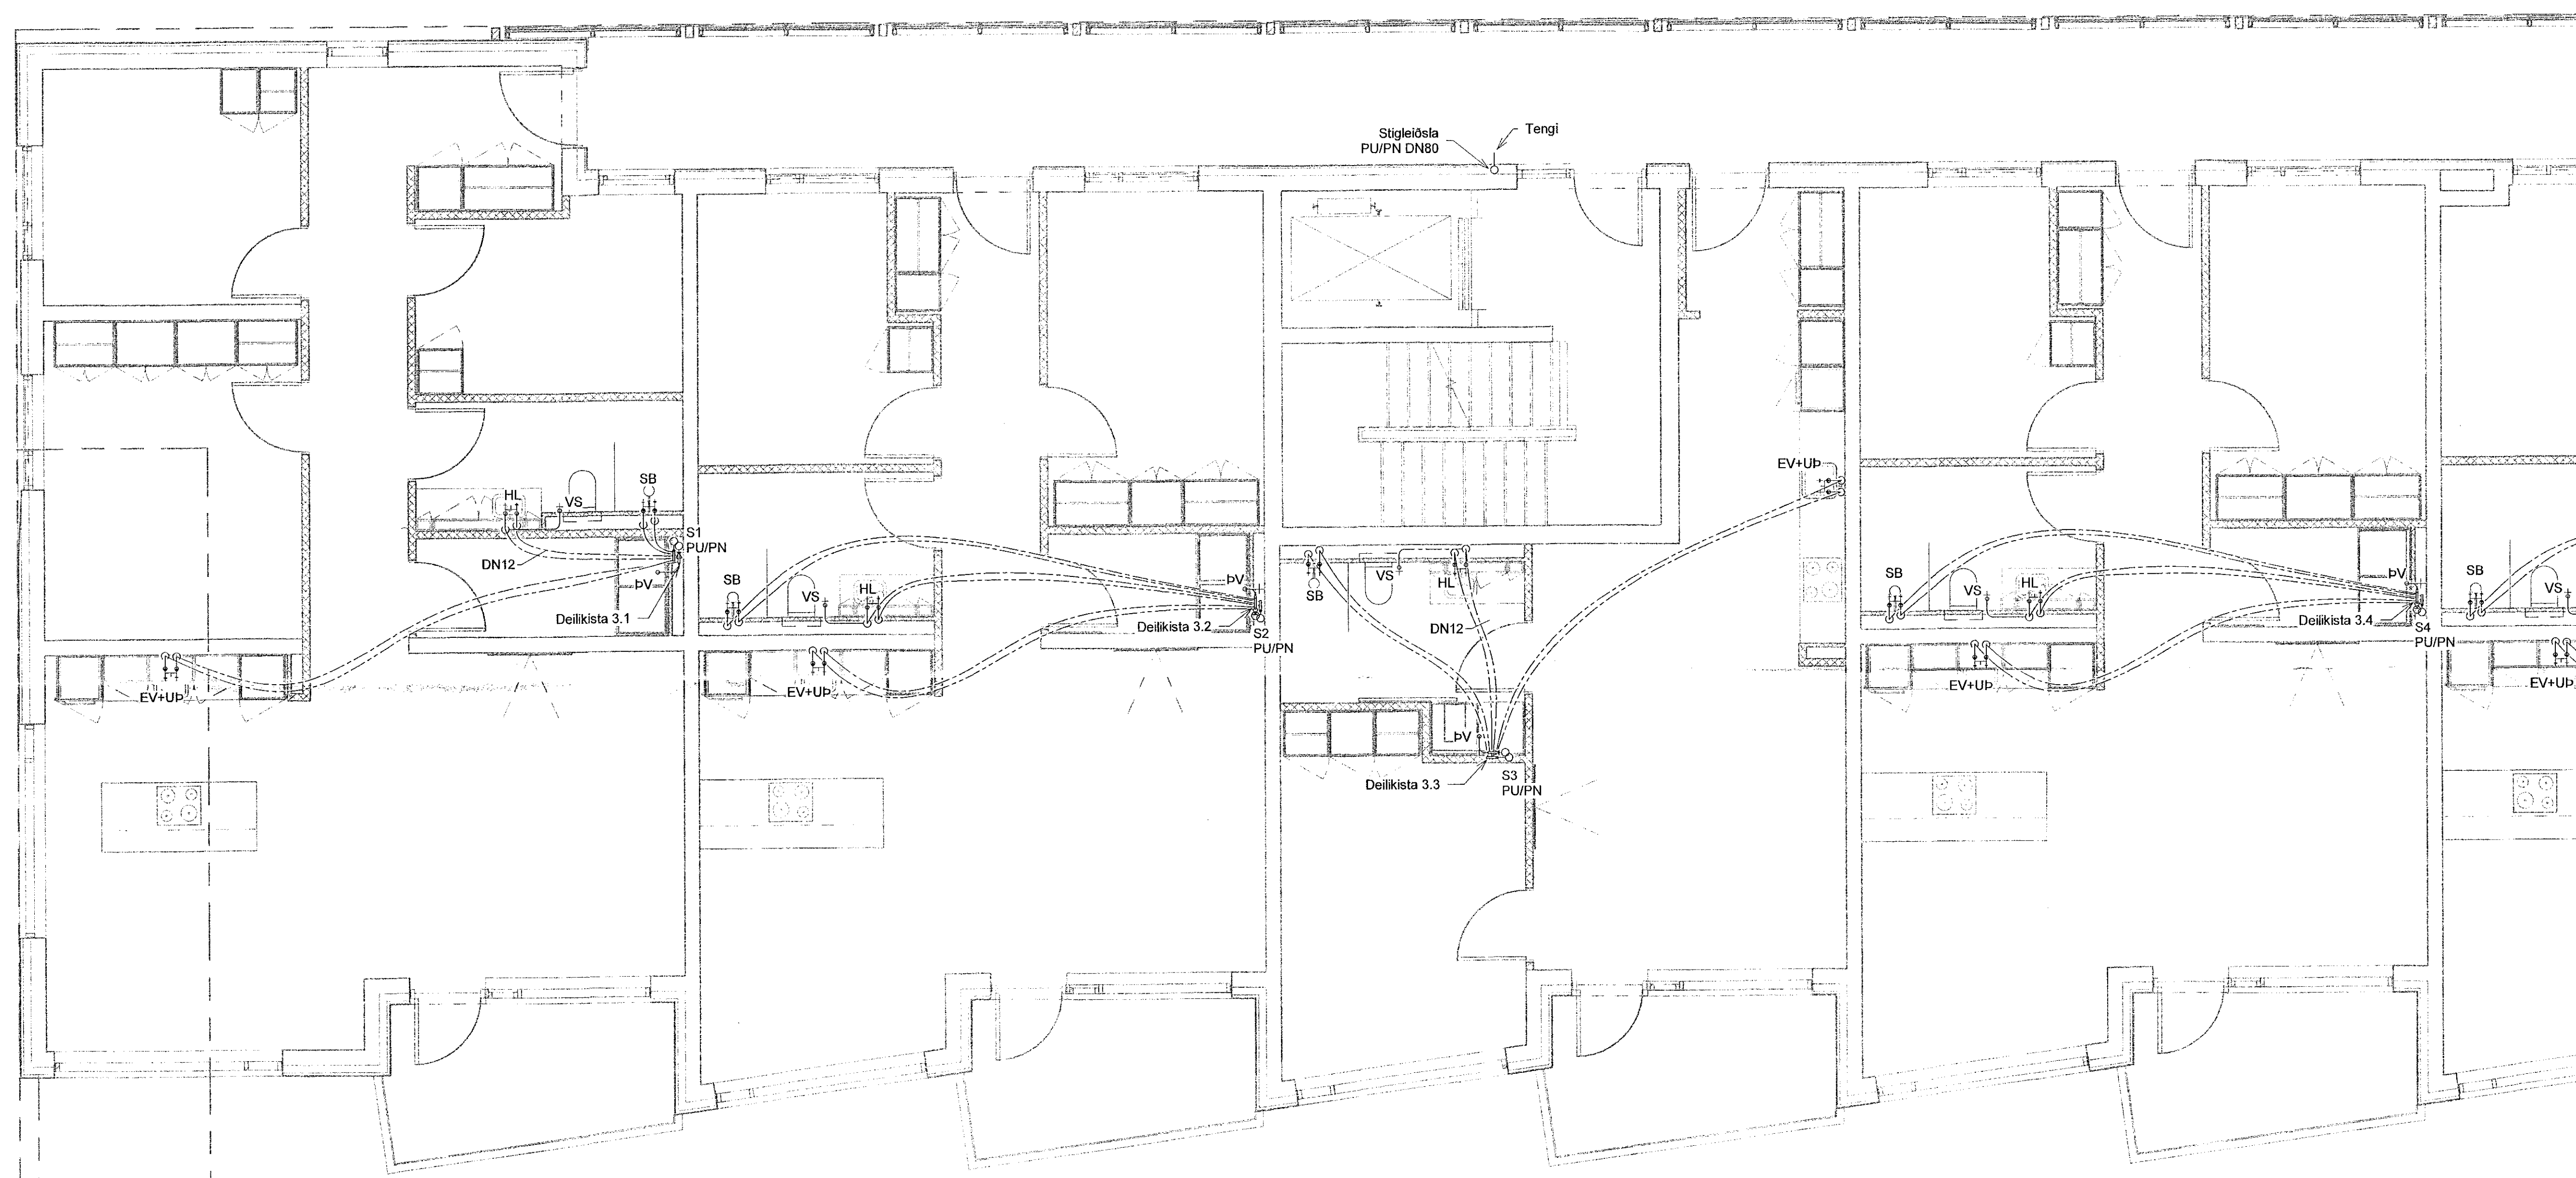 Stigleiðsla
PU/PN DN80
Tengi
HL
VS
SB
S1
PU/PN
DN12
ÞV
Deilikista 3.1
EV+UÞ
SB
VS
HL
ÞV
Deilikista 3.2
S2
PU/PN
EV+UÞ
SB
VS
HL
DN12
EV+UÞ
ÞV
Deilikista 3.3
S3
PU/PN
SB
VS
HL
ÞV
Deilikista 3.4
S4
PU/PN
EV+UÞ
SB
VS
EV+UÞ